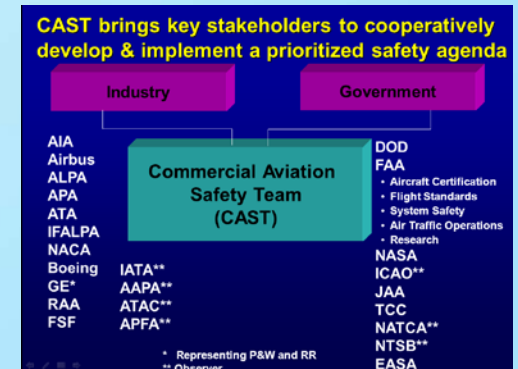 CAST brings key stakeholders to cooperatively
develop & implement a prioritized safety agenda
Industry
Government
Commercial Aviation
Safety Team
(CAST)
AIA
Airbus
ALPA
APA
ATA
IFALPA
NACA
Boeing
GE*
RAA
FSF
IATA**
AAPA**
ATAC**
APFA**
DOD
FAA
• Aircraft Certification
• Flight Standards
• System Safety
• Air Traffic Operations
• Research
NASA
ICAO**
JAA
TCC
NATCA**
NTSB**
EASA
* Representing P&W and RR
** Observer